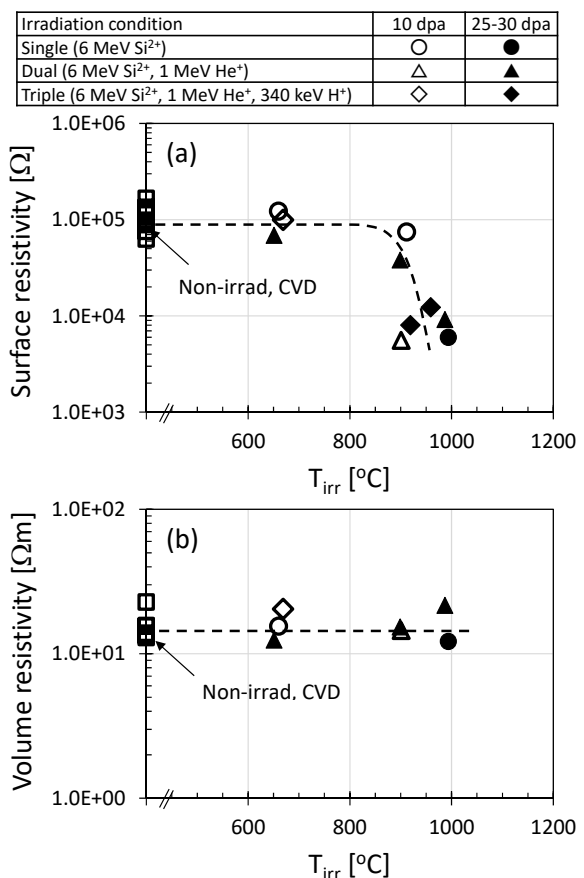 Irradiation condition 10 dpa 25-30 dpa
Single (6 MeV Si²⁺)
Dual (6 MeV Si²⁺, 1 MeV He⁺)
Triple (6 MeV Si²⁺, 1 MeV He⁺, 340 keV H⁺)
1.0E+06
(a)
1.0E+05
Non-irrad, CVD
1.0E+04
1.0E+03
Surface resistivity [Ω]
600 800 1000 1200
T_irr [°C]
1.0E+02
(b)
1.0E+01
Non-irrad, CVD
1.0E+00
Volume resistivity [Ωm]
600 800 1000 1200
T_irr [°C]